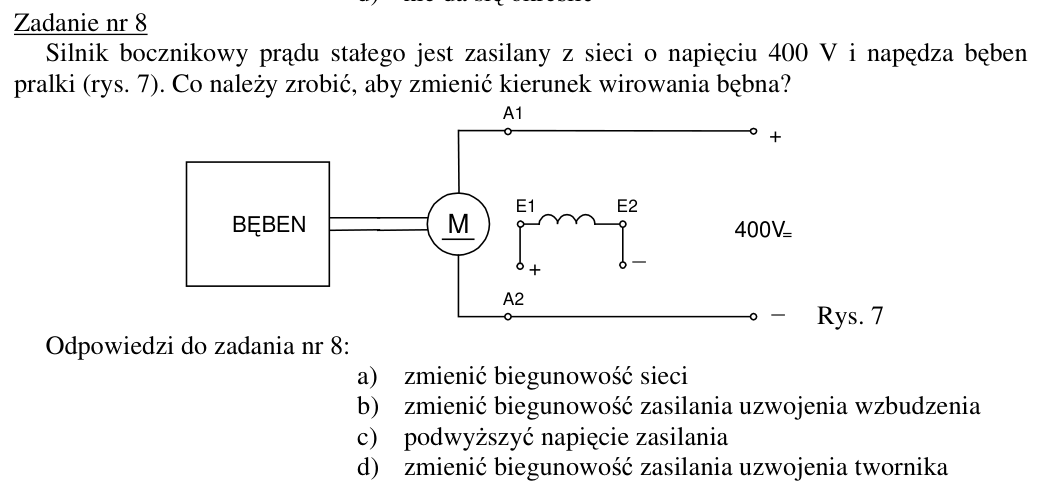 Zadanie nr 8
Silnik bocznikowy prądu stałego jest zasilany z sieci o napięciu 400 V i napędza bęben
pralki (rys. 7). Co należy zrobić, aby zmienić kierunek wirowania bębna?
A1
+
E1 E2
BĘBEN M 400V=
+ –
A2
– Rys. 7
Odpowiedzi do zadania nr 8:
a) zmienić biegunowość sieci
b) zmienić biegunowość zasilania uzwojenia wzbudzenia
c) podwyższyć napięcie zasilania
d) zmienić biegunowość zasilania uzwojenia twornika